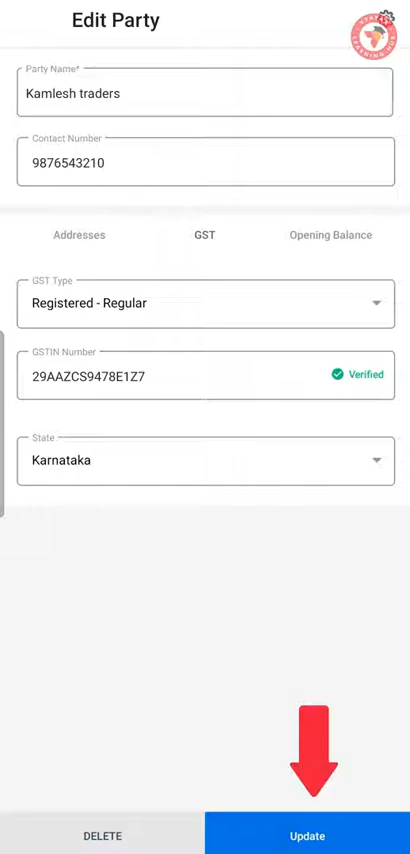 Edit Party
Party Name*
Kamlesh traders
Contact Number
9876543210
Addresses GST Opening Balance
GST Type
Registered - Regular
GSTIN Number
29AAZCS9478E1Z7 Verified
State
Karnataka
DELETE Update